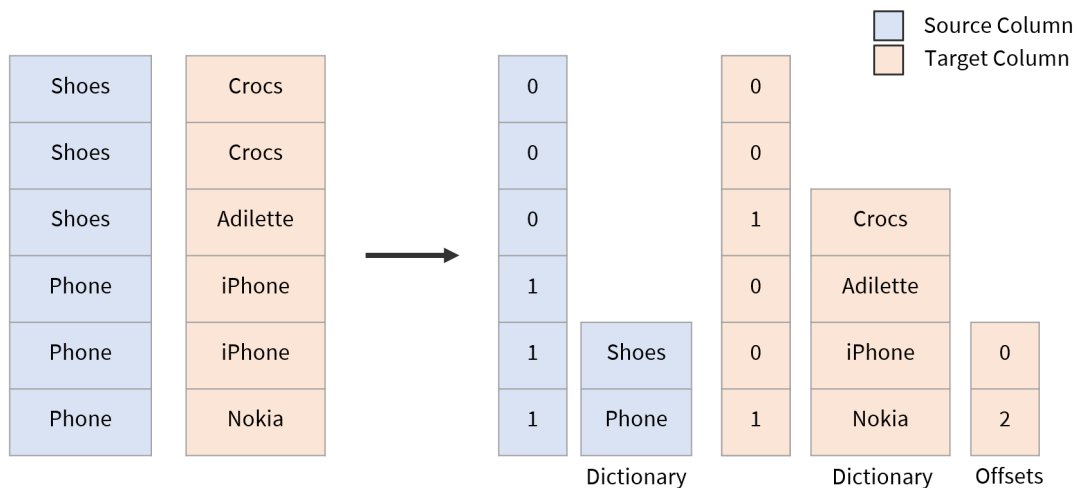 Source Column
Target Column
Shoes Crocs 0 0
Shoes Crocs 0 0
Shoes Adilette 0 1 Crocs
Phone iPhone 1 0 Adilette
Phone iPhone 1 Shoes 0 iPhone 0
Phone Nokia 1 Phone 1 Nokia 2
Dictionary Dictionary Offsets